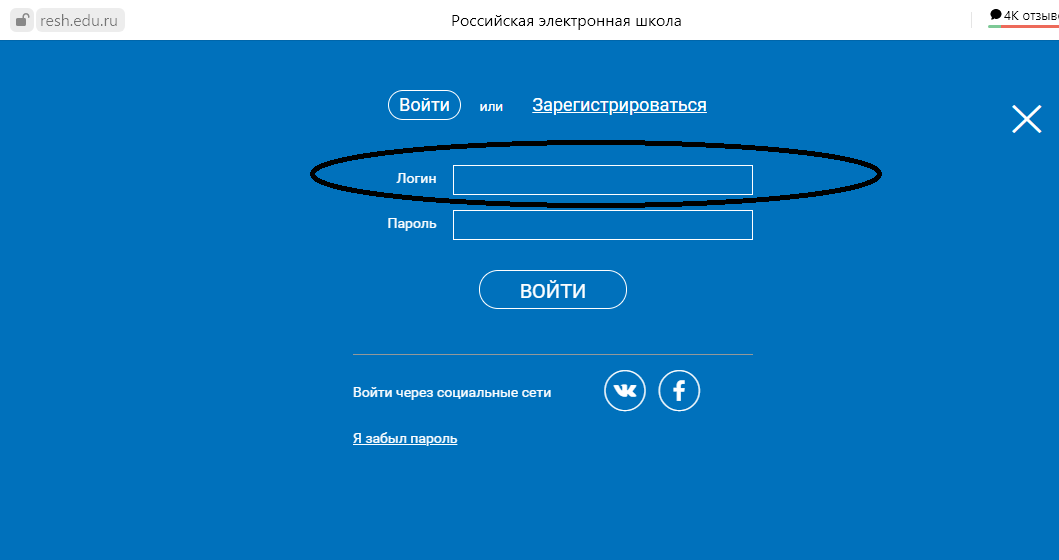 resh.edu.ru Российская электронная школа 4К отзыв
Войти или Зарегистрироваться
Логин
Пароль
ВОЙТИ
Войти через социальные сети
Я забыл пароль